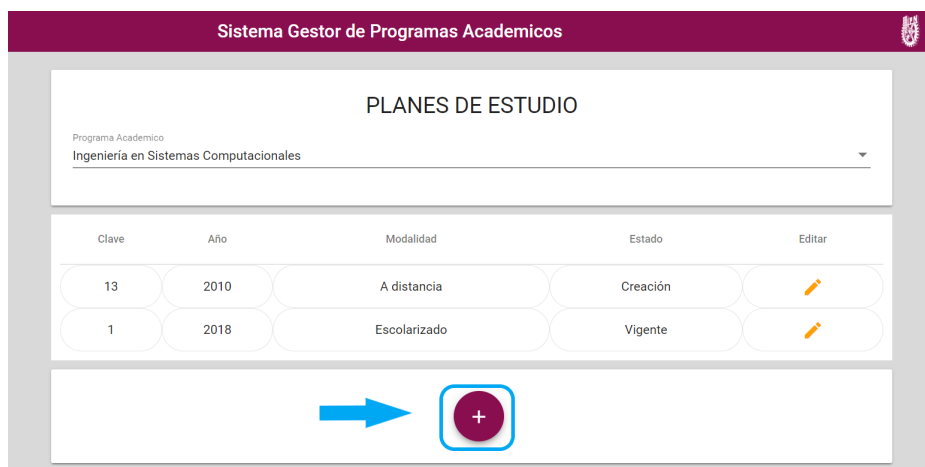 Sistema Gestor de Programas Academicos
PLANES DE ESTUDIO
Programa Academico
Ingeniería en Sistemas Computacionales
Clave Año Modalidad Estado Editar
13 2010 A distancia Creación
1 2018 Escolarizado Vigente
+